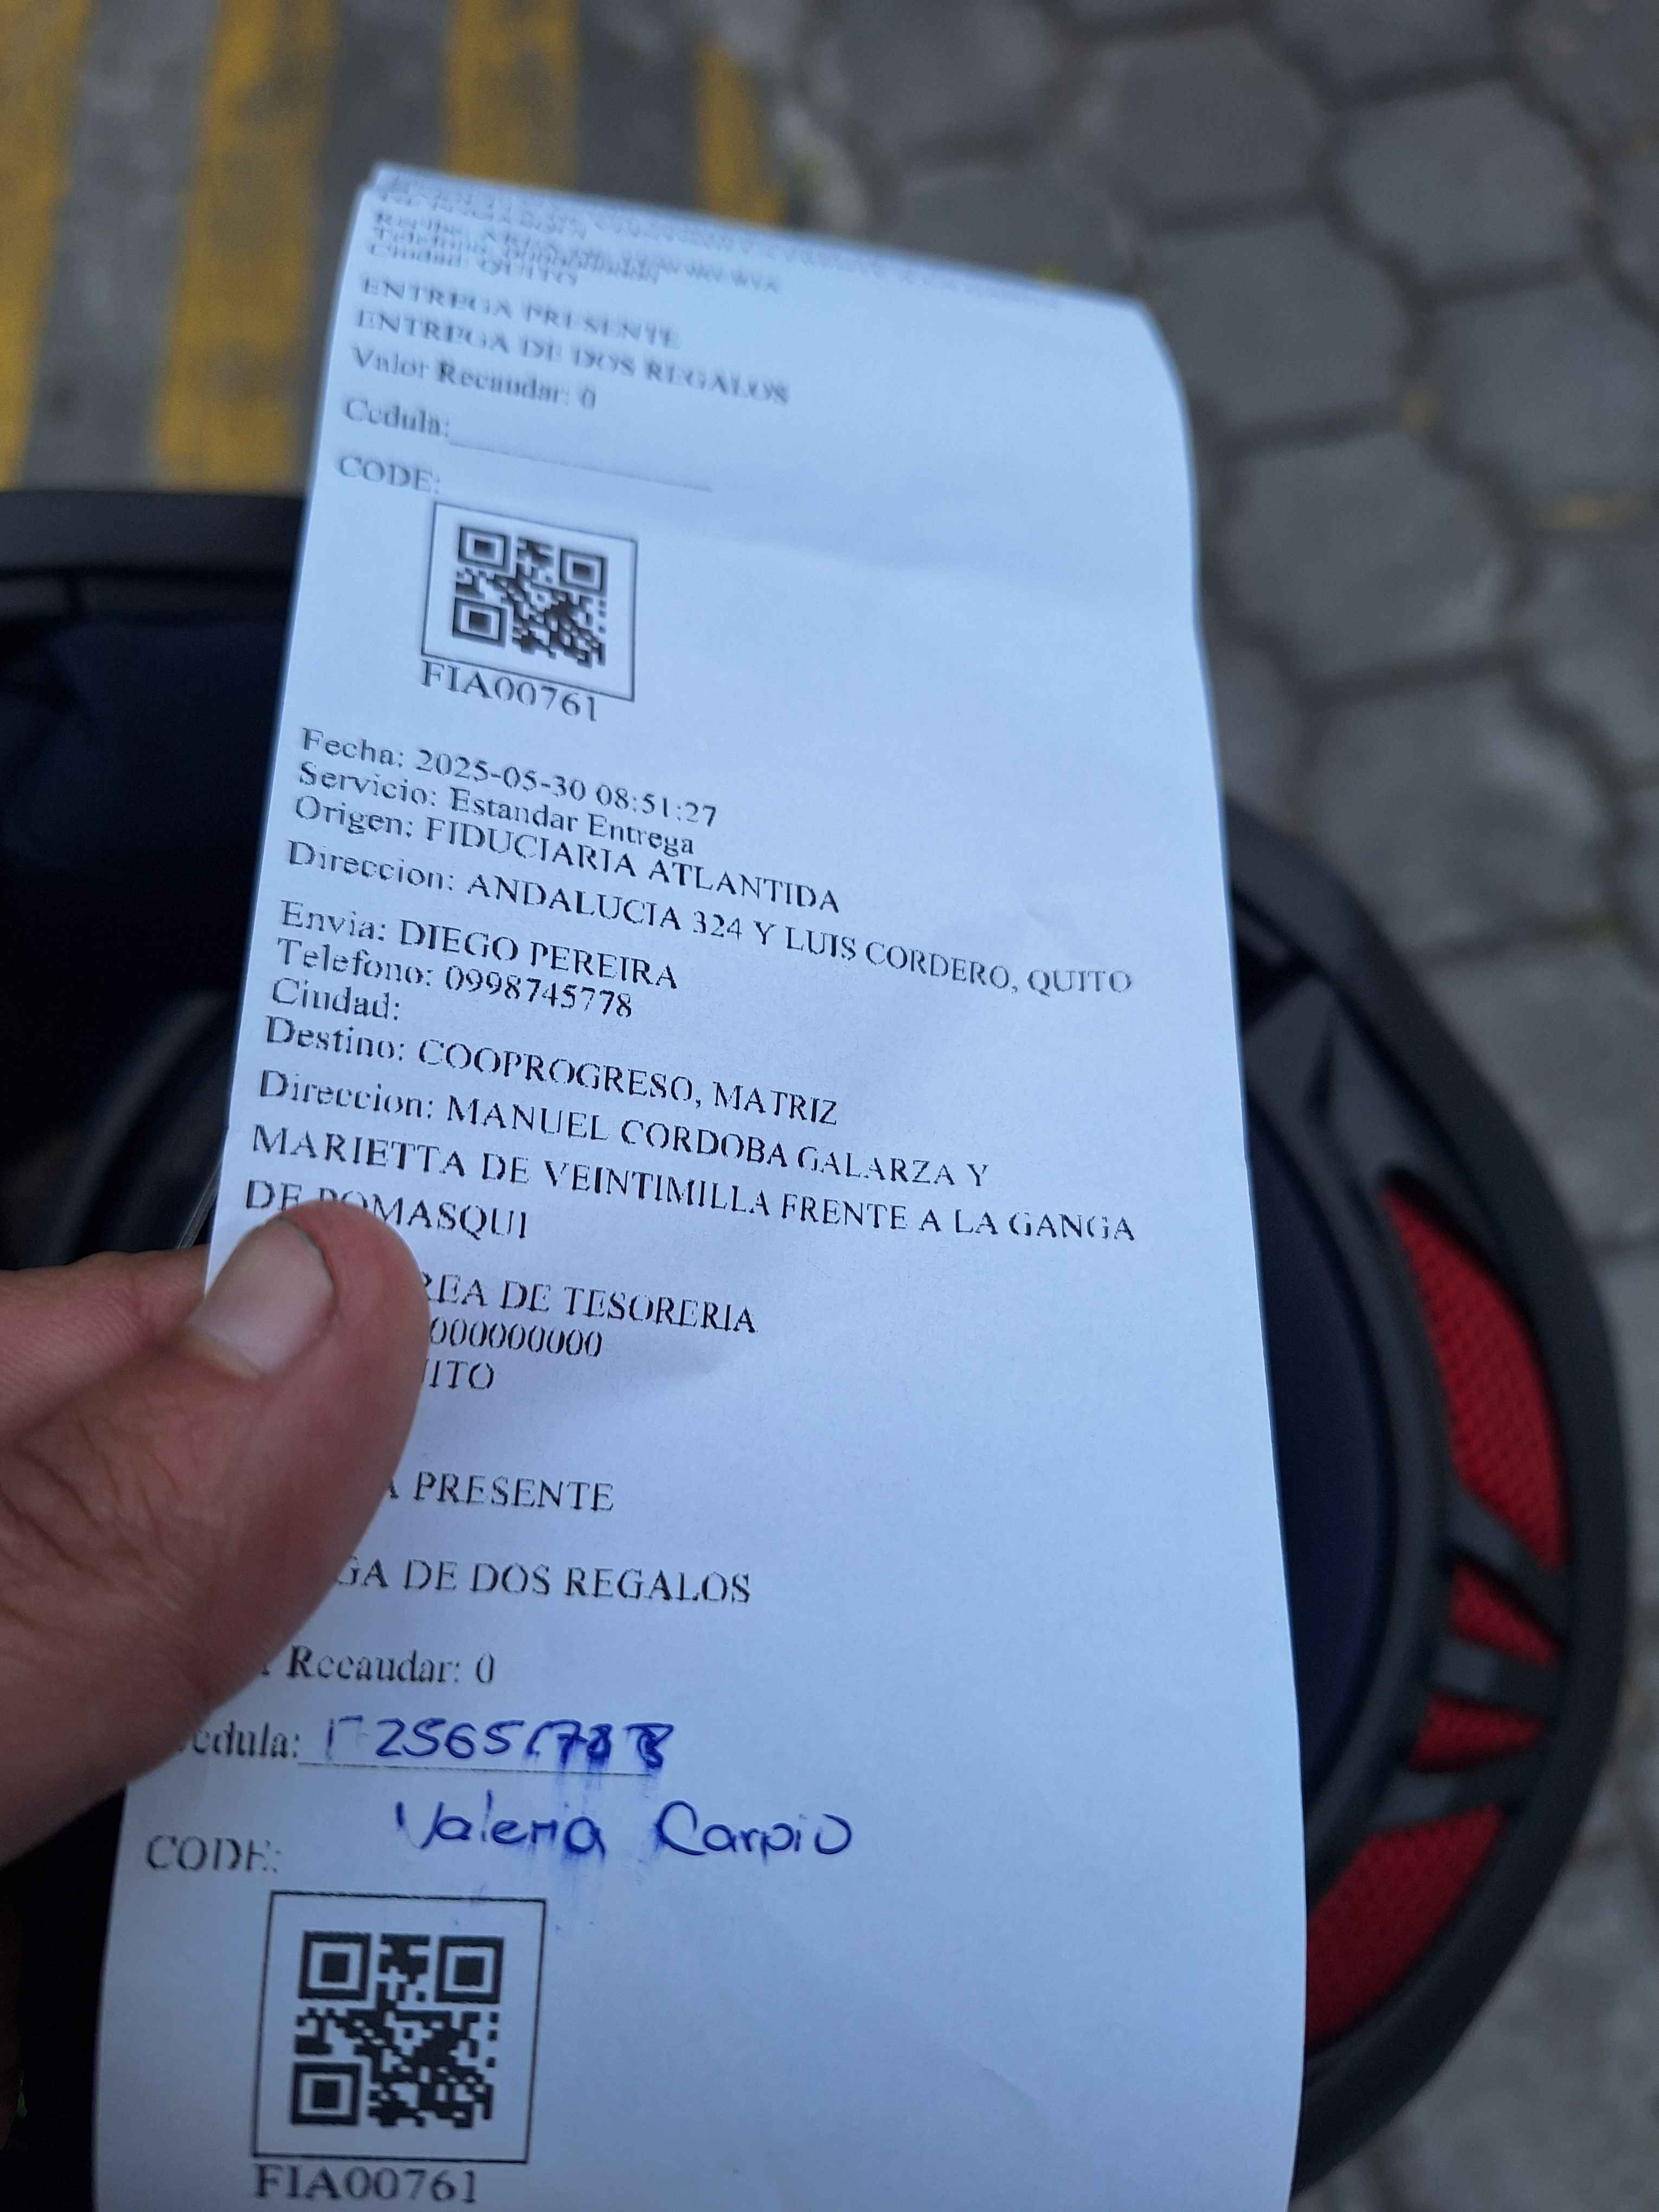 Ciudad: QUITO
ENTREGA PRESENTE
ENTREGA DE DOS REGALOS
Valor Recaudar: 0
Cedula:
CODE:
FIA00761
Fecha: 2025-05-30 08:51:27
Servicio: Estandar Entrega
Origen: FIDUCIARIA ATLANTIDA
Direccion: ANDALUCIA 324 Y LUIS CORDERO, QUITO
Envia: DIEGO PEREIRA
Telefono: 0998745778
Ciudad:
Destino: COOPROGRESO, MATRIZ
Direccion: MANUEL CORDOBA GALARZA Y
MARIETTA DE VEINTIMILLA FRENTE A LA GANGA
DE POMASQUI
REA DE TESORERIA
000000000
ITO
A PRESENTE
GA DE DOS REGALOS
Recaudar: 0
cedula:
Valeria Carpio
CODE:
FIA00761